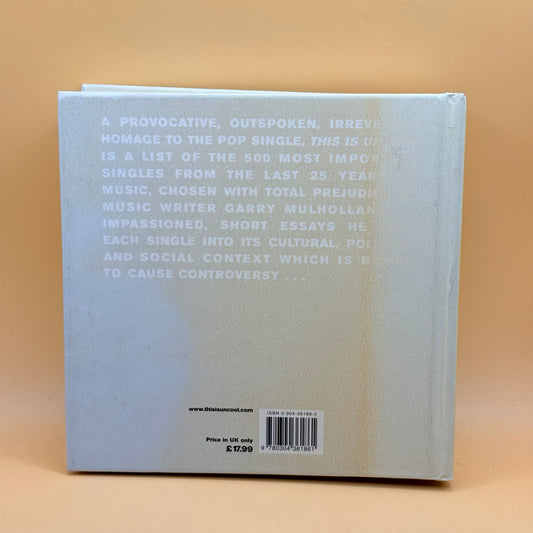 A PROVOCATIVE, OUTSPOKEN, IRREVE
HOMAGE TO THE POP SINGLE, THIS IS U
IS A LIST OF THE 500 MOST IMPOR
SINGLES FROM THE LAST 25 YEAR
MUSIC, CHOSEN WITH TOTAL PREJUDIC
MUSIC WRITER GARRY MULHOLLAN
IMPASSIONED, SHORT ESSAYS HE
EACH SINGLE INTO ITS CULTURAL, POL
AND SOCIAL CONTEXT WHICH IS BO
TO CAUSE CONTROVERSY . . .
www.thisisuncool.com
ISBN 0-304-36186-0
Price in UK only
£17.99
9 780304 361861